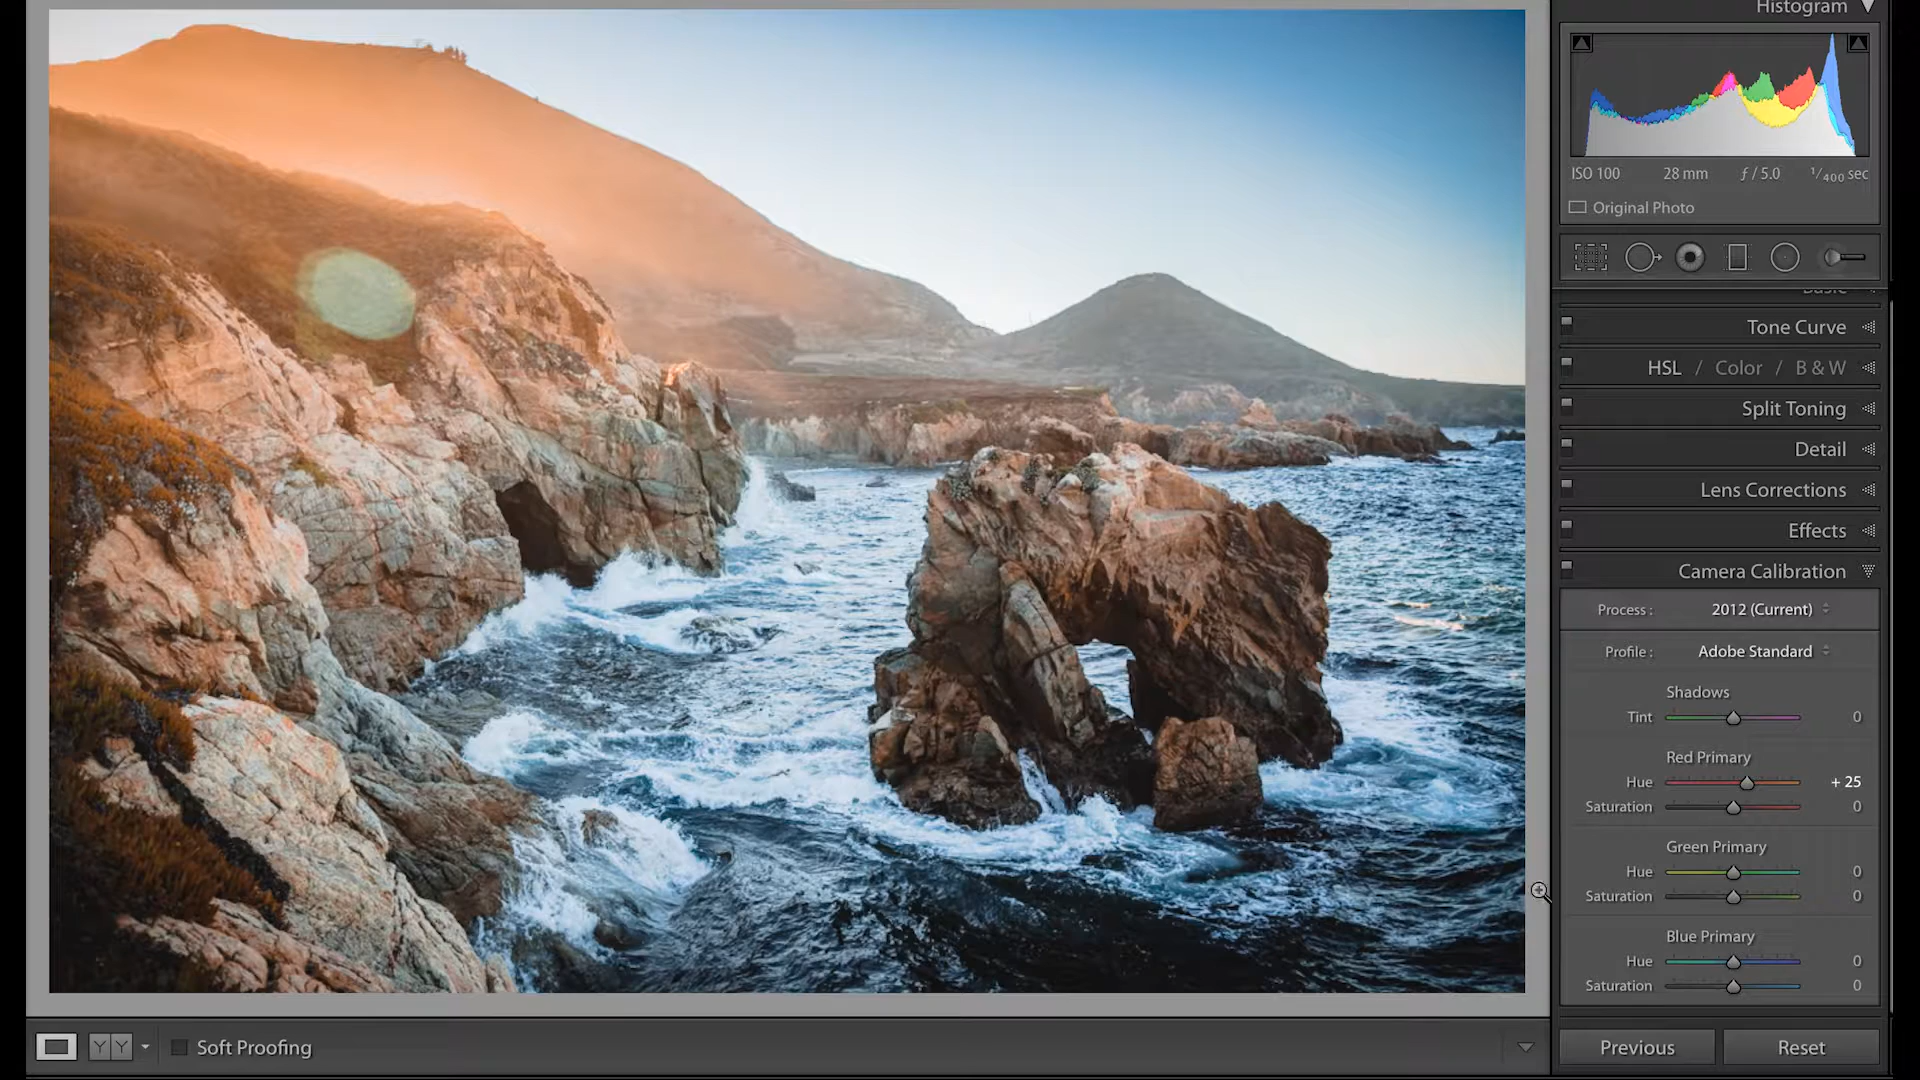 Histogram
ISO 100 28 mm ƒ / 5.0 1/400 sec
Original Photo
Basic
Tone Curve
HSL / Color / B & W
Split Toning
Detail
Lens Corrections
Effects
Camera Calibration
Process : 2012 (Current)
Profile : Adobe Standard
Shadows
Tint 0
Red Primary
Hue + 25
Saturation 0
Green Primary
Hue 0
Saturation 0
Blue Primary
Hue 0
Saturation 0
Y Y Soft Proofing
Previous Reset